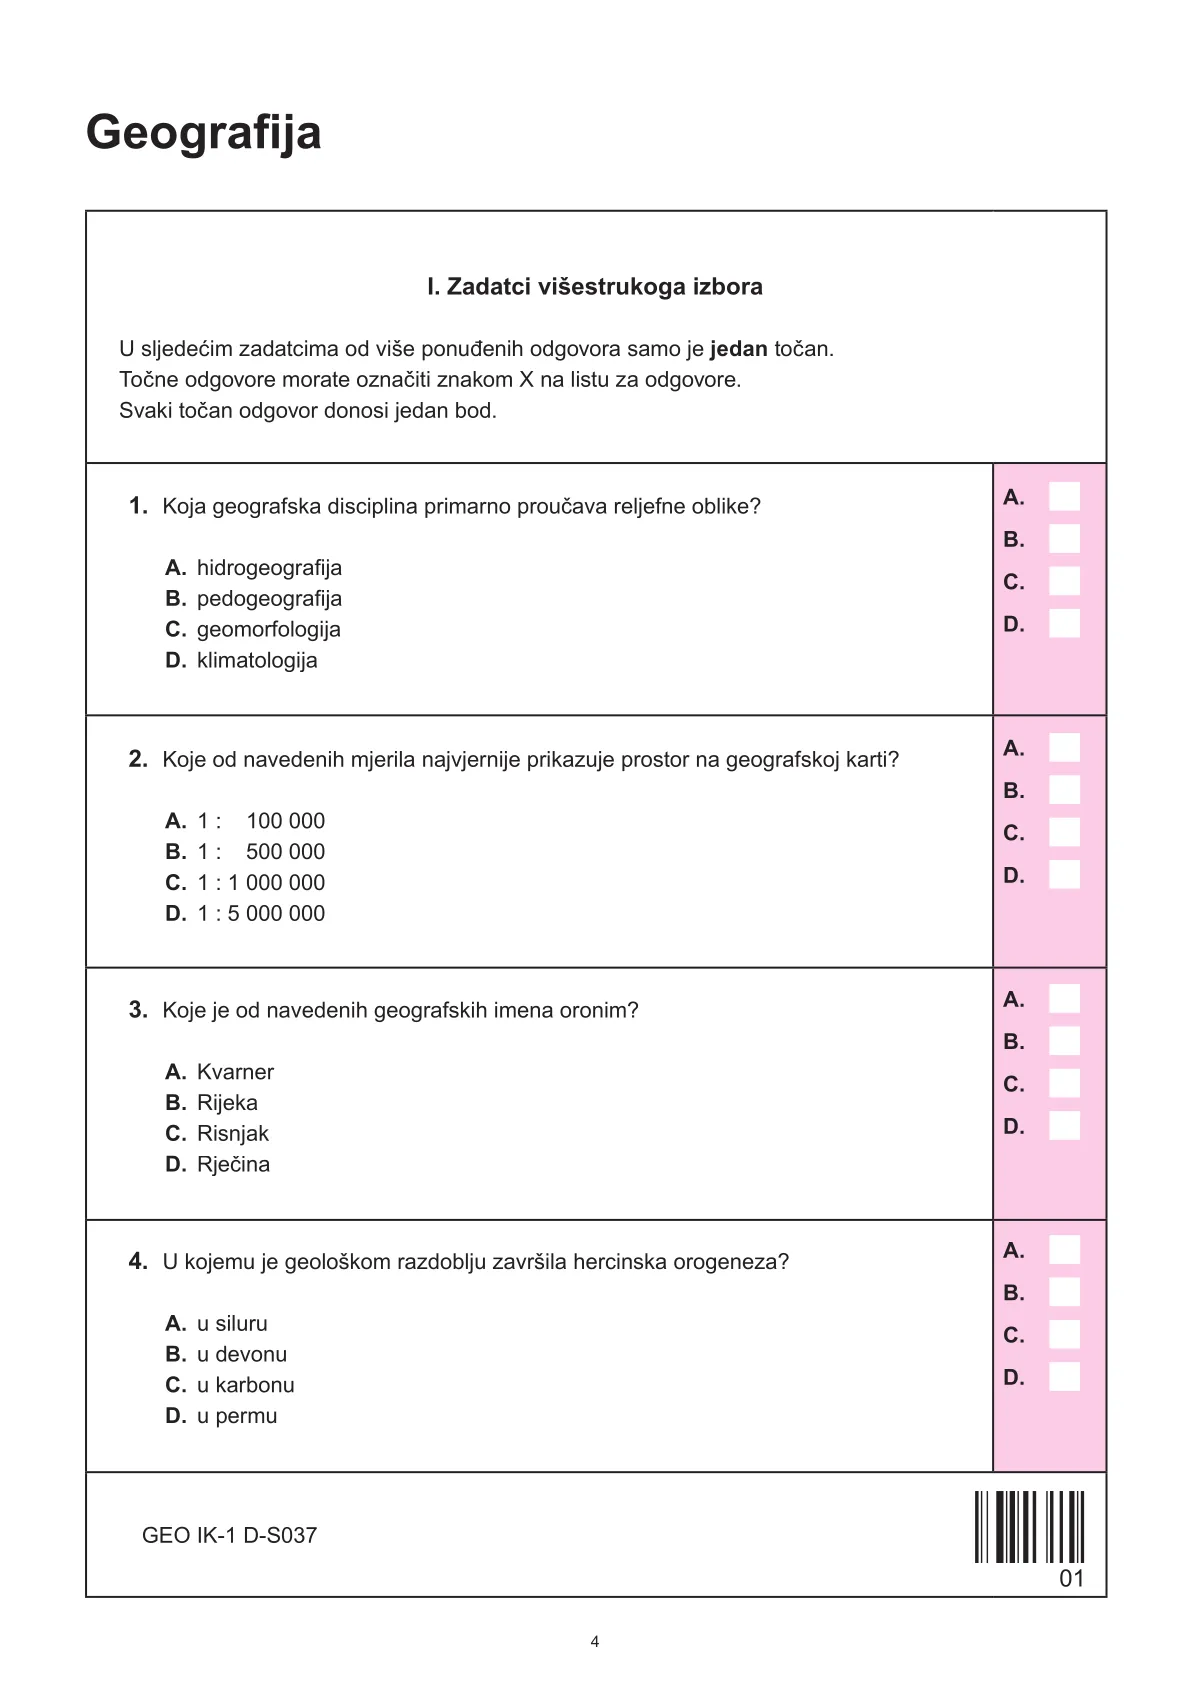 Geografija
I. Zadatci višestrukoga izbora
U sljedećim zadatcima od više ponuđenih odgovora samo je jedan točan.
Točne odgovore morate označiti znakom X na listu za odgovore.
Svaki točan odgovor donosi jedan bod.
1. Koja geografska disciplina primarno proučava reljefne oblike?
A. hidrogeografija
B. pedogeografija
C. geomorfologija
D. klimatologija
A.
B.
C.
D.
2. Koje od navedenih mjerila najvjernije prikazuje prostor na geografskoj karti?
A. 1 : 100 000
B. 1 : 500 000
C. 1 : 1 000 000
D. 1 : 5 000 000
A.
B.
C.
D.
3. Koje je od navedenih geografskih imena oronim?
A. Kvarner
B. Rijeka
C. Risnjak
D. Rječina
A.
B.
C.
D.
4. U kojemu je geološkom razdoblju završila hercinska orogeneza?
A. u siluru
B. u devonu
C. u karbonu
D. u permu
A.
B.
C.
D.
GEO IK-1 D-S037
01
4